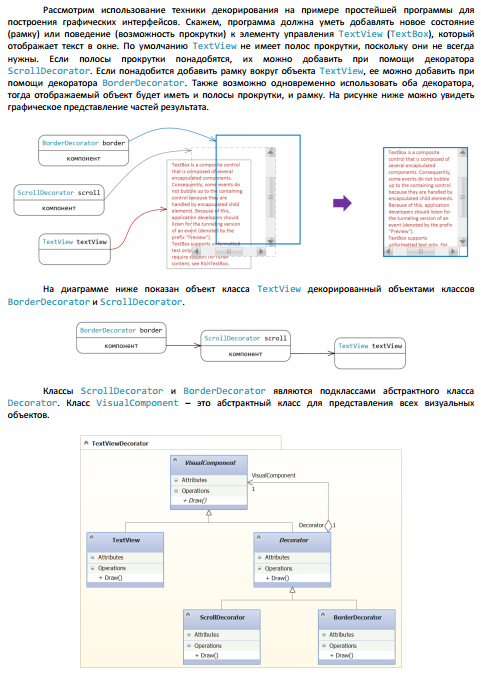 Рассмотрим использование техники декорирования на примере простейшей программы для
построения графических интерфейсов. Скажем, программа должна уметь добавлять новое состояние
(рамку) или поведение (возможность прокрутки) к элементу управления TextView (TextBox), который
отображает текст в окне. По умолчанию TextView не имеет полос прокрутки, поскольку они не всегда
нужны. Если полосы прокрутки понадобятся, их можно добавить при помощи декоратора
ScrollDecorator. Если понадобится добавить рамку вокруг объекта TextView, ее можно добавить при
помощи декоратора BorderDecorator. Также возможно одновременно использовать оба декоратора,
тогда отображаемый объект будет иметь и полосы прокрутки, и рамку. На рисунке ниже можно увидеть
графическое представление частей результата.
BorderDecorator border
компонент
ScrollDecorator scroll
компонент
TextView textView
TextBox is a composite control
that is composed of several
encapsulated components.
Consequently, some events do
not bubble up to the containing
control because they are
handled by encapsulated child
elements. Because of this,
application developers should
listen for the tunneling version
of an event (denoted by the
prefix "Preview").
TextBox supports unformatted
text only.
content, see RichTextBox.
TextBox is a composite
control that is composed of
several encapsulated
components. Consequently,
some events do not bubble
up to the containing control
because they are handled by
encapsulated child elements.
Because of this, application
developers should listen for
the tunneling version of an
event (denoted by the prefix
"Preview").
TextBox supports
unformatted text only. For
На диаграмме ниже показан объект класса TextView декорированный объектами классов
BorderDecorator и ScrollDecorator.
BorderDecorator border
компонент
ScrollDecorator scroll
компонент
TextView textView
компонент
Классы ScrollDecorator и BorderDecorator являются подклассами абстрактного класса
Decorator. Класс VisualComponent – это абстрактный класс для представления всех визуальных
объектов.
TextViewDecorator
VisualComponent
Attributes
Operations
+ Draw()
VisualComponent
1
Decorator
1
TextView
Attributes
Operations
+ Draw()
Decorator
Attributes
Operations
+ Draw()
ScrollDecorator
Attributes
Operations
+ Draw()
BorderDecorator
Attributes
Operations
+ Draw()